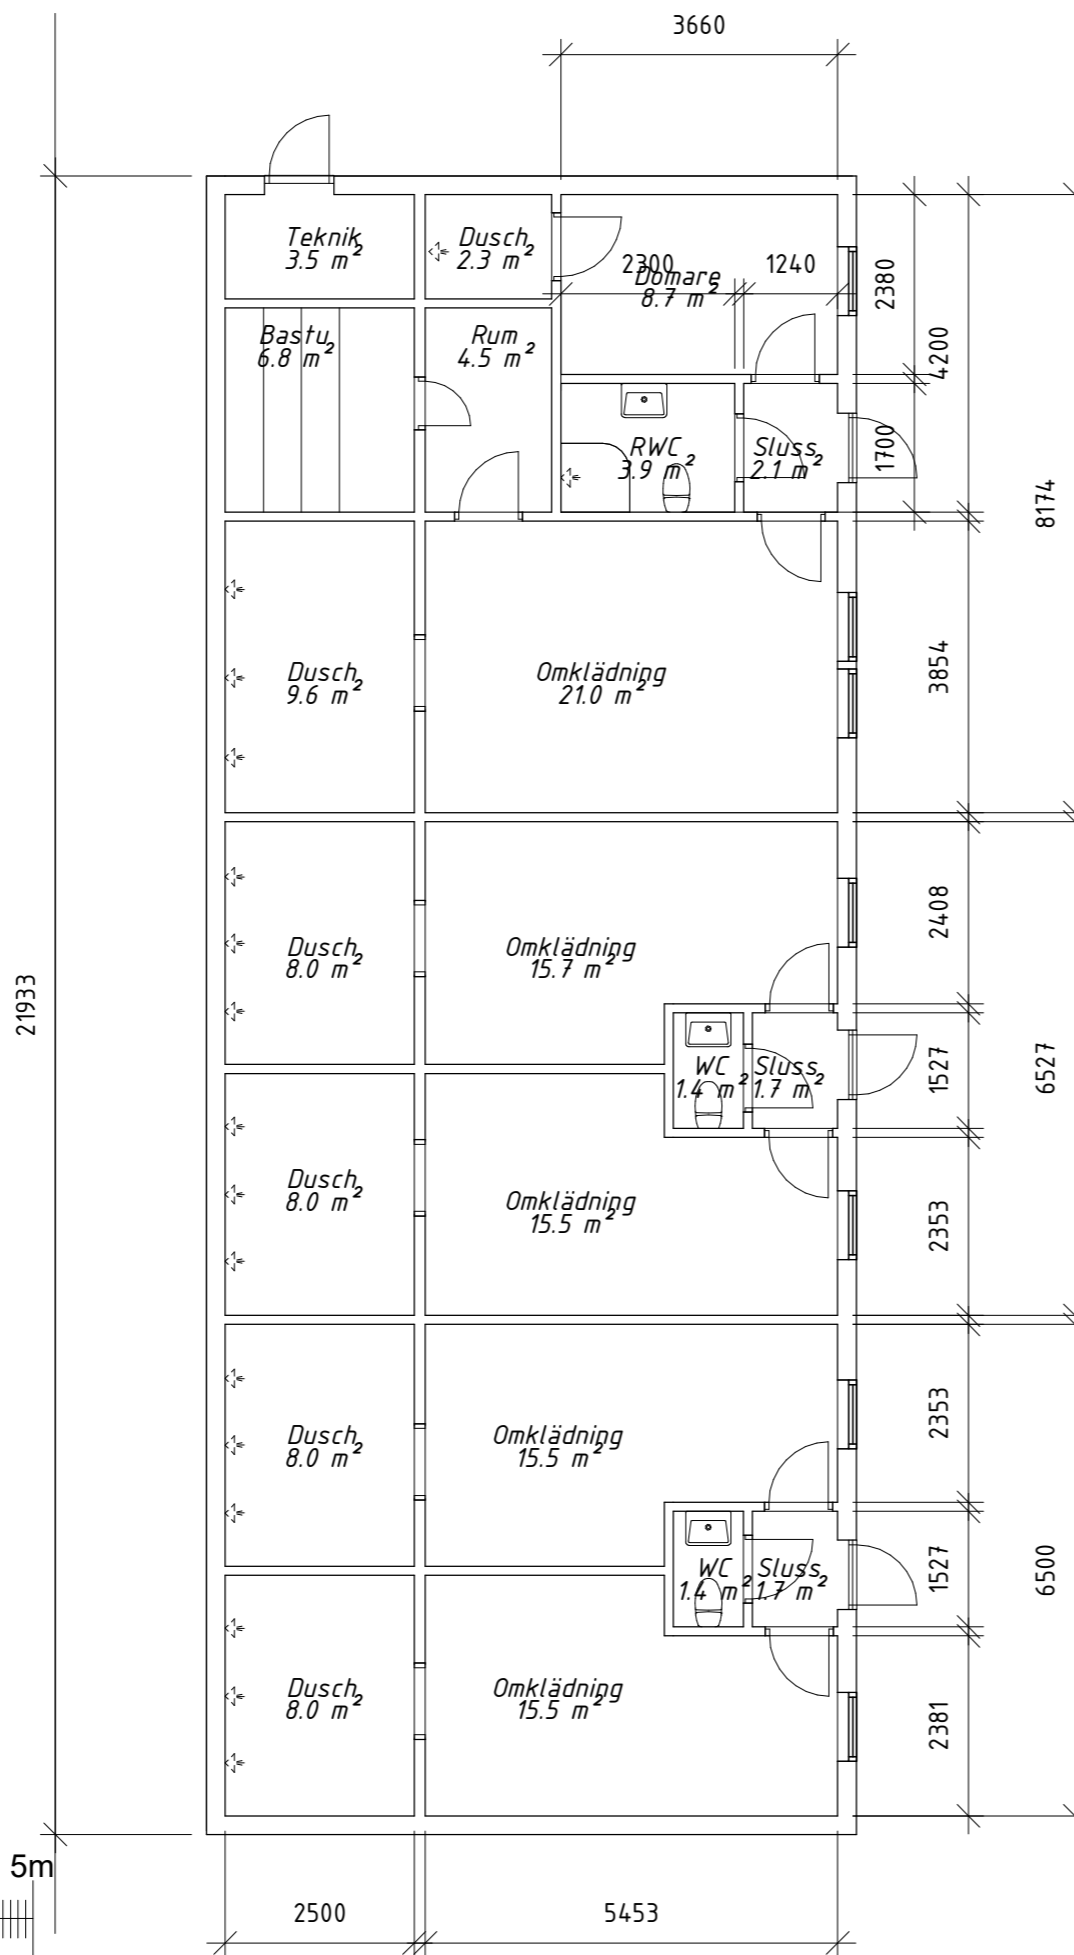 3660
Teknik
3.5 m²
Dusch
2.3 m²
2300
1240
Domare
8.7 m²
2380
4200
Bastu
6.8 m²
Rum
4.5 m²
RWC
3.9 m²
Sluss
2.1 m²
1700
8174
Dusch
9.6 m²
Omklädning
21.0 m²
3854
Dusch
8.0 m²
Omklädning
15.7 m²
2408
21933
WC
1.4 m²
Sluss
1.7 m²
1527
6527
Dusch
8.0 m²
Omklädning
15.5 m²
2353
Dusch
8.0 m²
Omklädning
15.5 m²
2353
WC
1.4 m²
Sluss
1.7 m²
1527
6500
Dusch
8.0 m²
Omklädning
15.5 m²
2381
5m
2500
5453